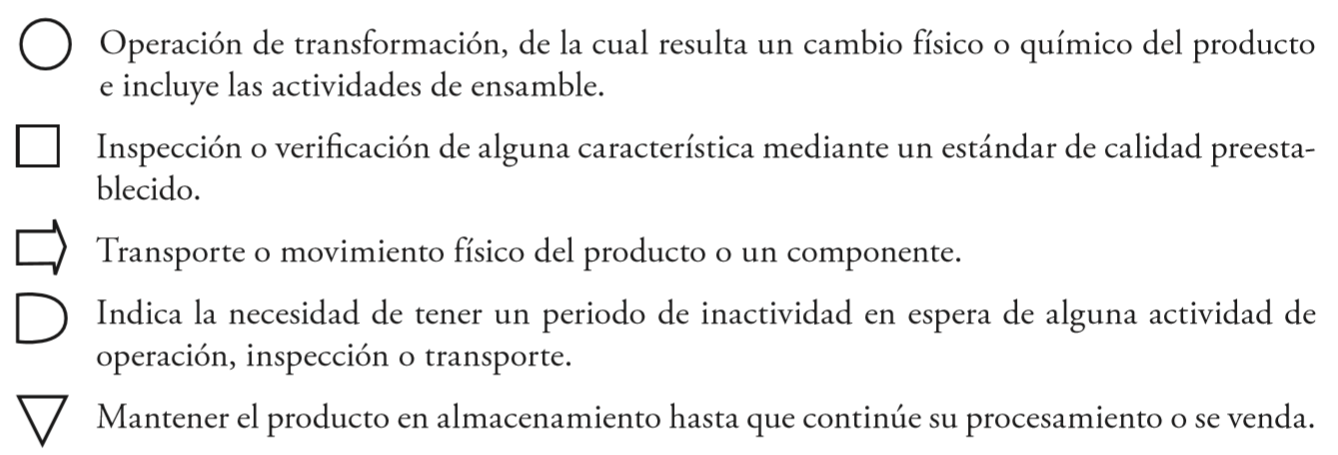 Operación de transformación, de la cual resulta un cambio físico o químico del producto
e incluye las actividades de ensamble.
Inspección o verificación de alguna característica mediante un estándar de calidad preesta-
blecido.
Transporte o movimiento físico del producto o un componente.
Indica la necesidad de tener un periodo de inactividad en espera de alguna actividad de
operación, inspección o transporte.
Mantener el producto en almacenamiento hasta que continúe su procesamiento o se venda.